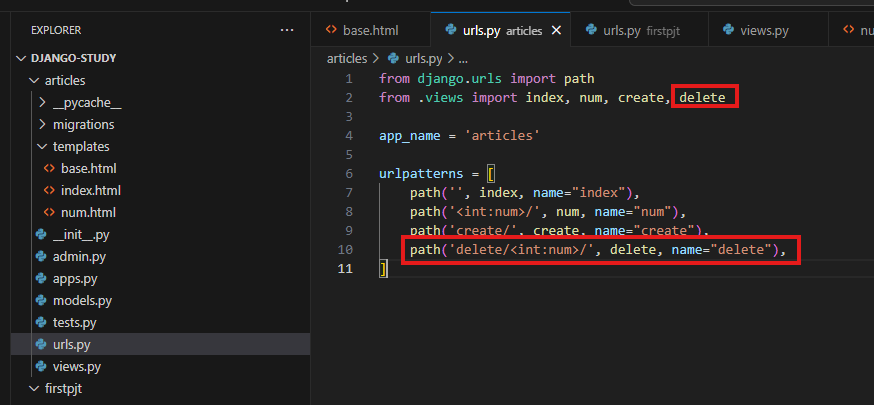 EXPLORER
...
DJANGO-STUDY
articles
__pycache__
migrations
templates
<> base.html
<> index.html
<> num.html
__init__.py
admin.py
apps.py
models.py
tests.py
urls.py
views.py
firstpjt
<> base.html
urls.py articles
urls.py firstpjt
views.py
<> nu
articles > urls.py > ...
1 from django.urls import path
2 from .views import index, num, create, delete
3
4 app_name = 'articles'
5
6 urlpatterns = [
7 path('', index, name="index"),
8 path('<int:num>/', num, name="num"),
9 path('create/', create, name="create"),
10 path('delete/<int:num>/', delete, name="delete"),
11 ]